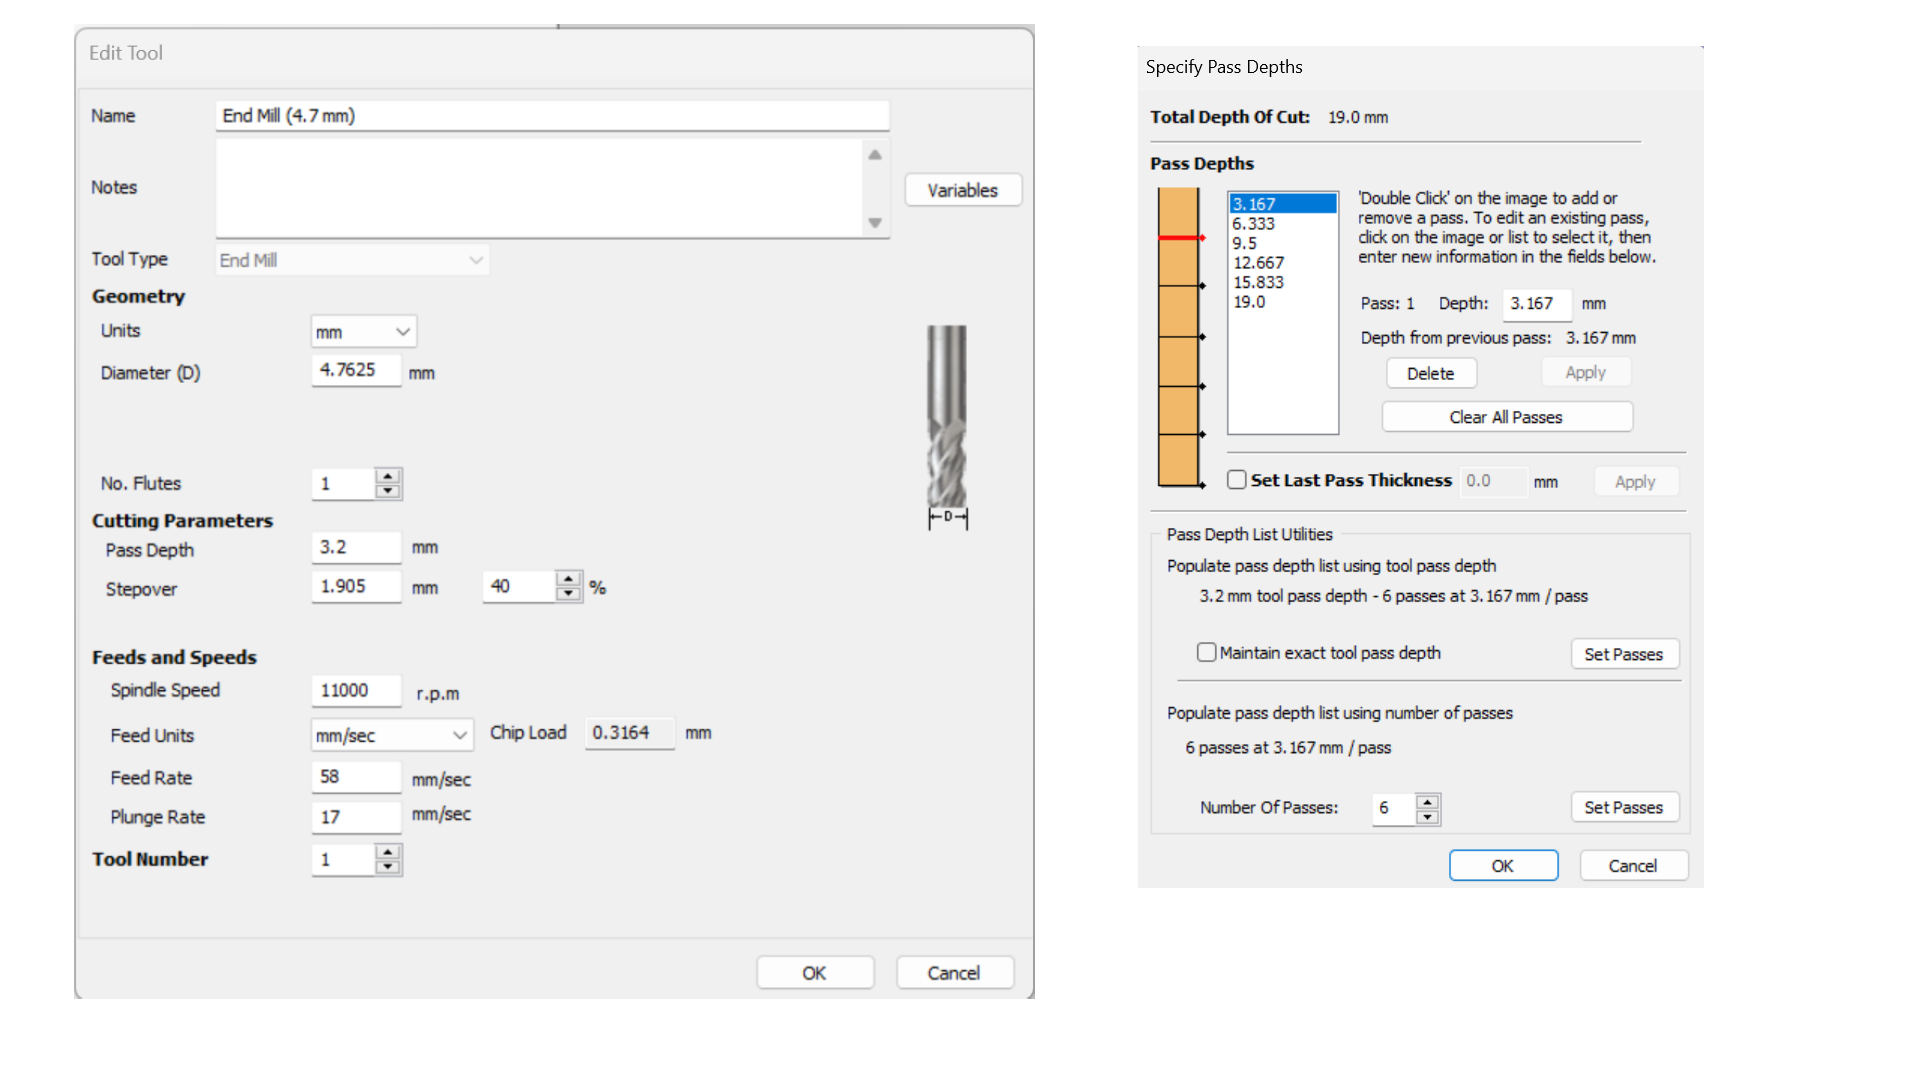 Edit Tool
Name End Mill (4.7 mm)
Notes
Variables
Tool Type End Mill
Geometry
Units mm
Diameter (D) 4.7625 mm
No. Flutes 1
D
Cutting Parameters
Pass Depth 3.2 mm
Stepover 1.905 mm 40 %
Feeds and Speeds
Spindle Speed 11000 r.p.m
Feed Units mm/sec Chip Load 0.3164 mm
Feed Rate 58 mm/sec
Plunge Rate 17 mm/sec
Tool Number 1
OK Cancel
Specify Pass Depths
Total Depth Of Cut: 19.0 mm
Pass Depths
3.167
6.333
9.5
12.667
15.833
19.0
'Double Click' on the image to add or
remove a pass. To edit an existing pass,
click on the image or list to select it, then
enter new information in the fields below.
Pass: 1 Depth: 3.167 mm
Depth from previous pass: 3.167 mm
Delete Apply
Clear All Passes
Set Last Pass Thickness 0.0 mm Apply
Pass Depth List Utilities
Populate pass depth list using tool pass depth
3.2 mm tool pass depth - 6 passes at 3.167 mm / pass
Maintain exact tool pass depth Set Passes
Populate pass depth list using number of passes
6 passes at 3.167 mm / pass
Number Of Passes: 6 Set Passes
OK Cancel